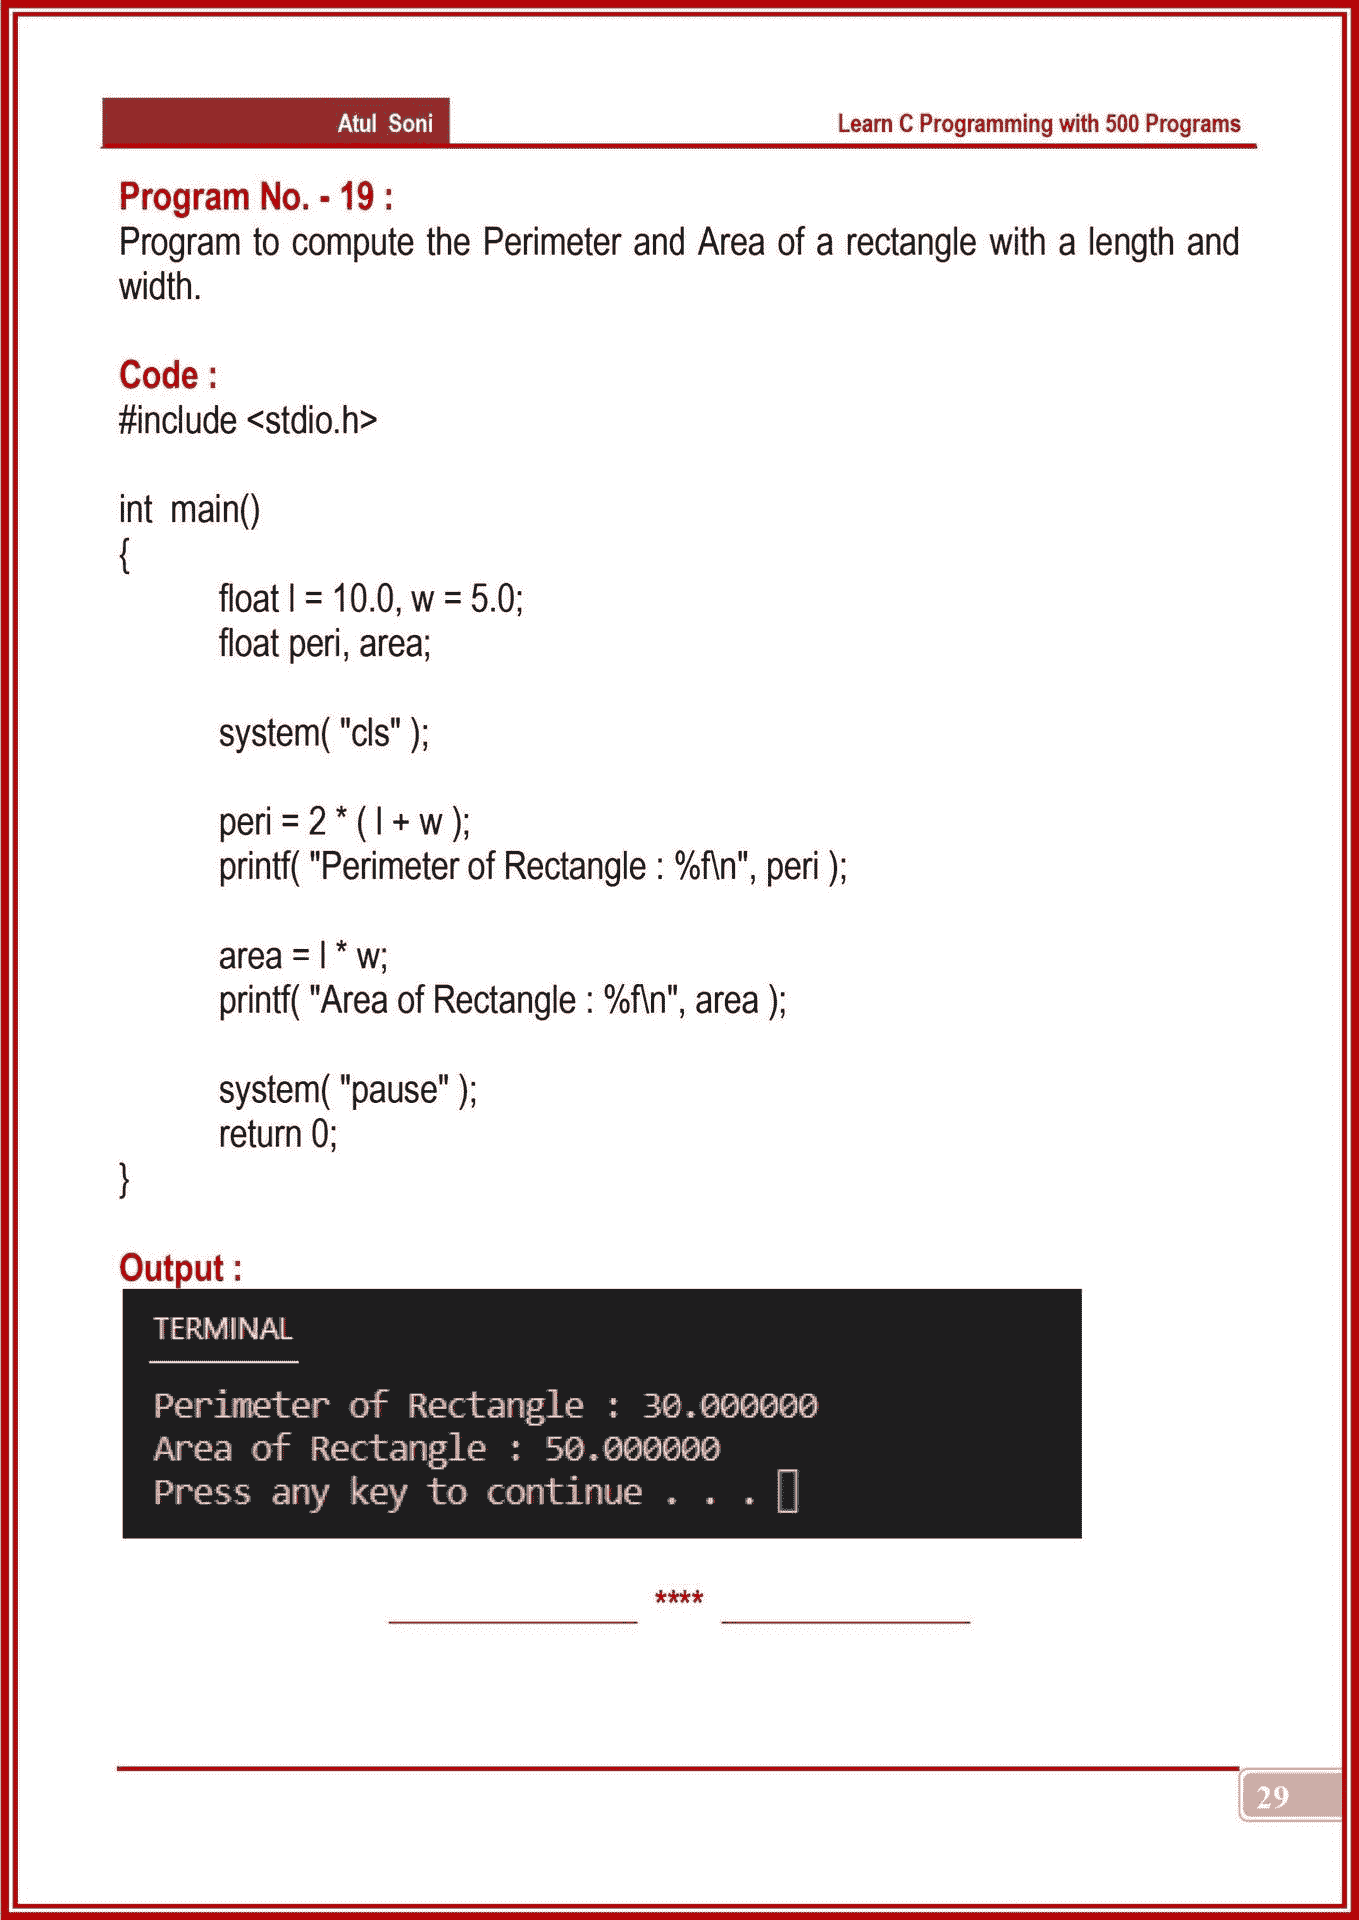 Atul Soni
Learn C Programming with 500 Programs
Program No. - 19 :
Program to compute the Perimeter and Area of a rectangle with a length and
width.
Code :
#include <stdio.h>
int main()
{
float l = 10.0, w = 5.0;
float peri, area;
system( "cls" );
peri = 2 * ( l + w );
printf( "Perimeter of Rectangle : %f\n", peri );
area = l * w;
printf( "Area of Rectangle : %f\n", area );
system( "pause" );
return 0;
}
Output :
TERMINAL
Perimeter of Rectangle : 30.000000
Area of Rectangle : 50.000000
Press any key to continue . . .
****
29